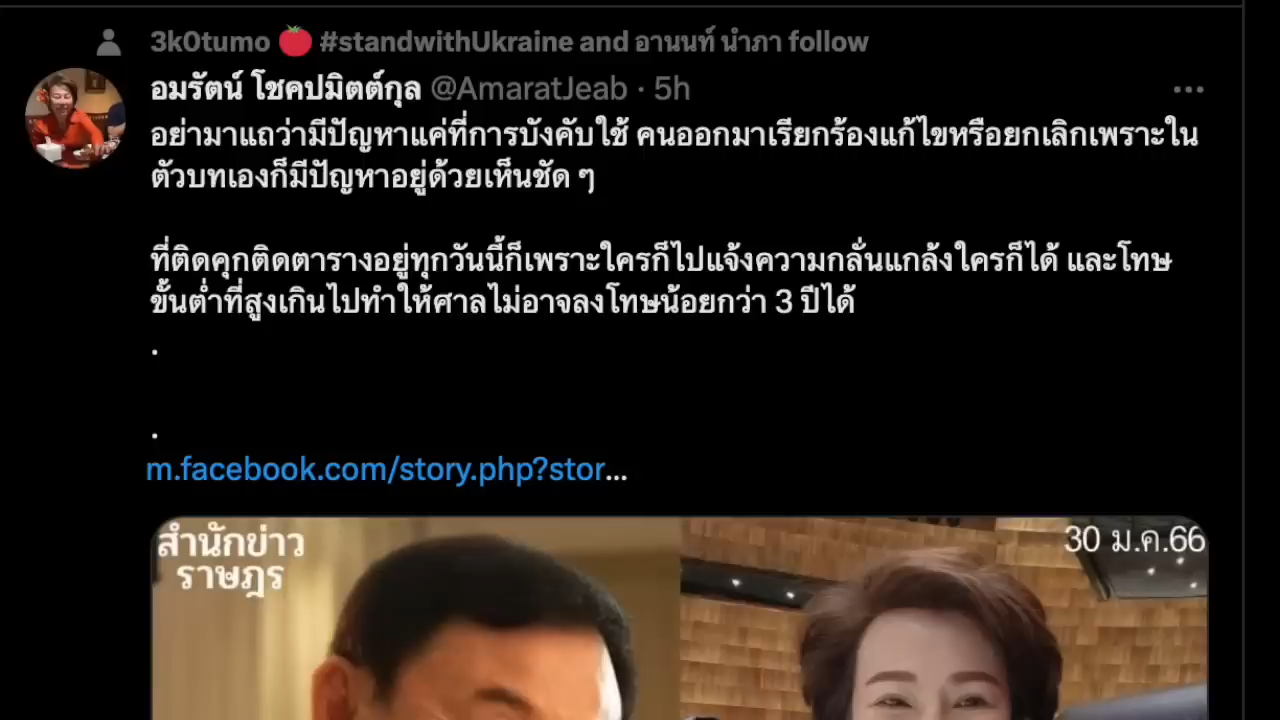 3k0tumo 🍅 #standwithUkraine and อานนท์ นำภา follow
อมรัตน์ โชคปมิตต์กุล @AmaratJeab · 5h
อย่ามาแถว่ามีปัญหาแค่ที่การบังคับใช้ คนออกมาเรียกร้องแก้ไขหรือยกเลิกเพราะใน
ตัวบทเองก็มีปัญหาอยู่ด้วยเห็นชัด ๆ
ที่ติดคุกติดตารางอยู่ทุกวันนี้ก็เพราะใครก็ไปแจ้งความกลั่นแกล้งใครก็ได้ และโทษ
ขั้นต่ำที่สูงเกินไปทำให้ศาลไม่อาจลงโทษน้อยกว่า 3 ปีได้
.
.
m.facebook.com/story.php?stor...
สำนักข่าว
ราษฎร
30 ม.ค.66